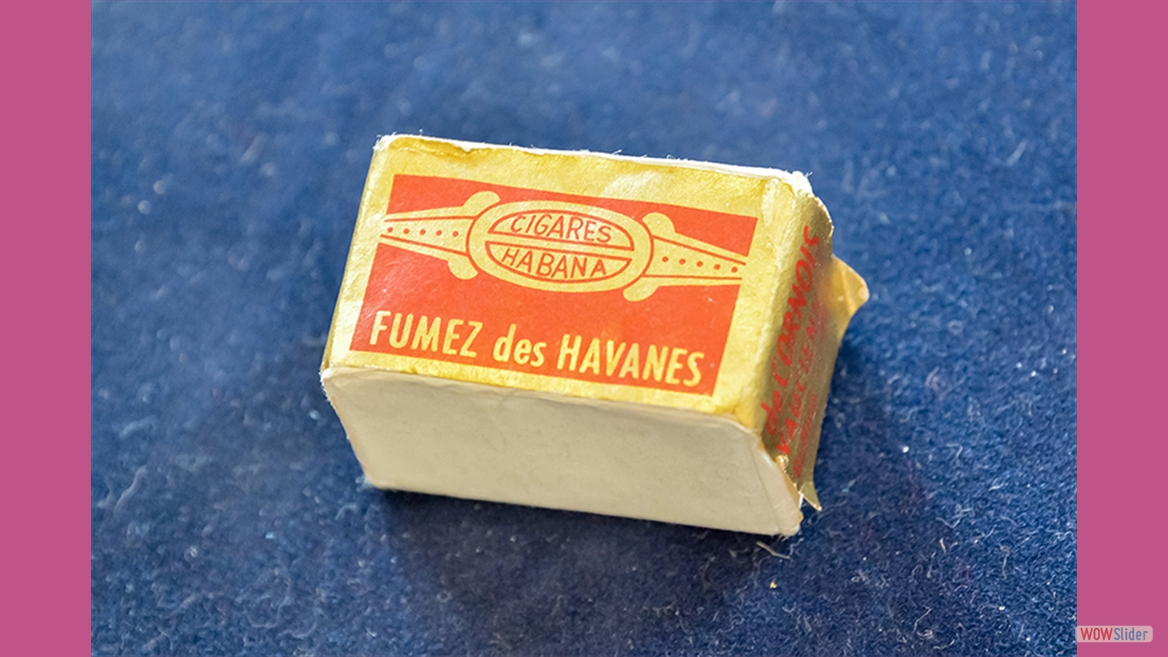 CIGARES
HABANA
FUMEZ des HAVANES
WOWSlider